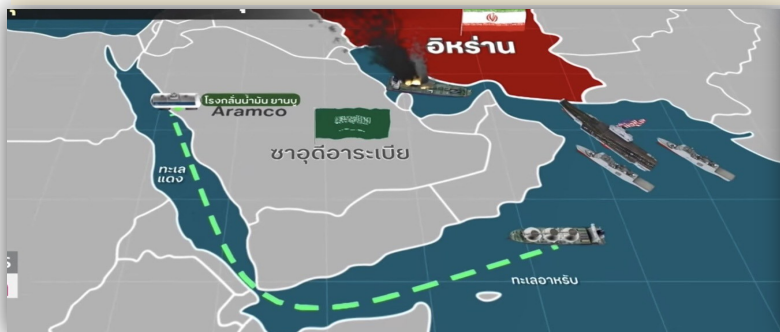 อิหร่าน
โรงกลั่นน้ำมัน ยานบู
Aramco
ซาอุดีอาระเบีย
ทะเล
แดง
ทะเลอาหรับ